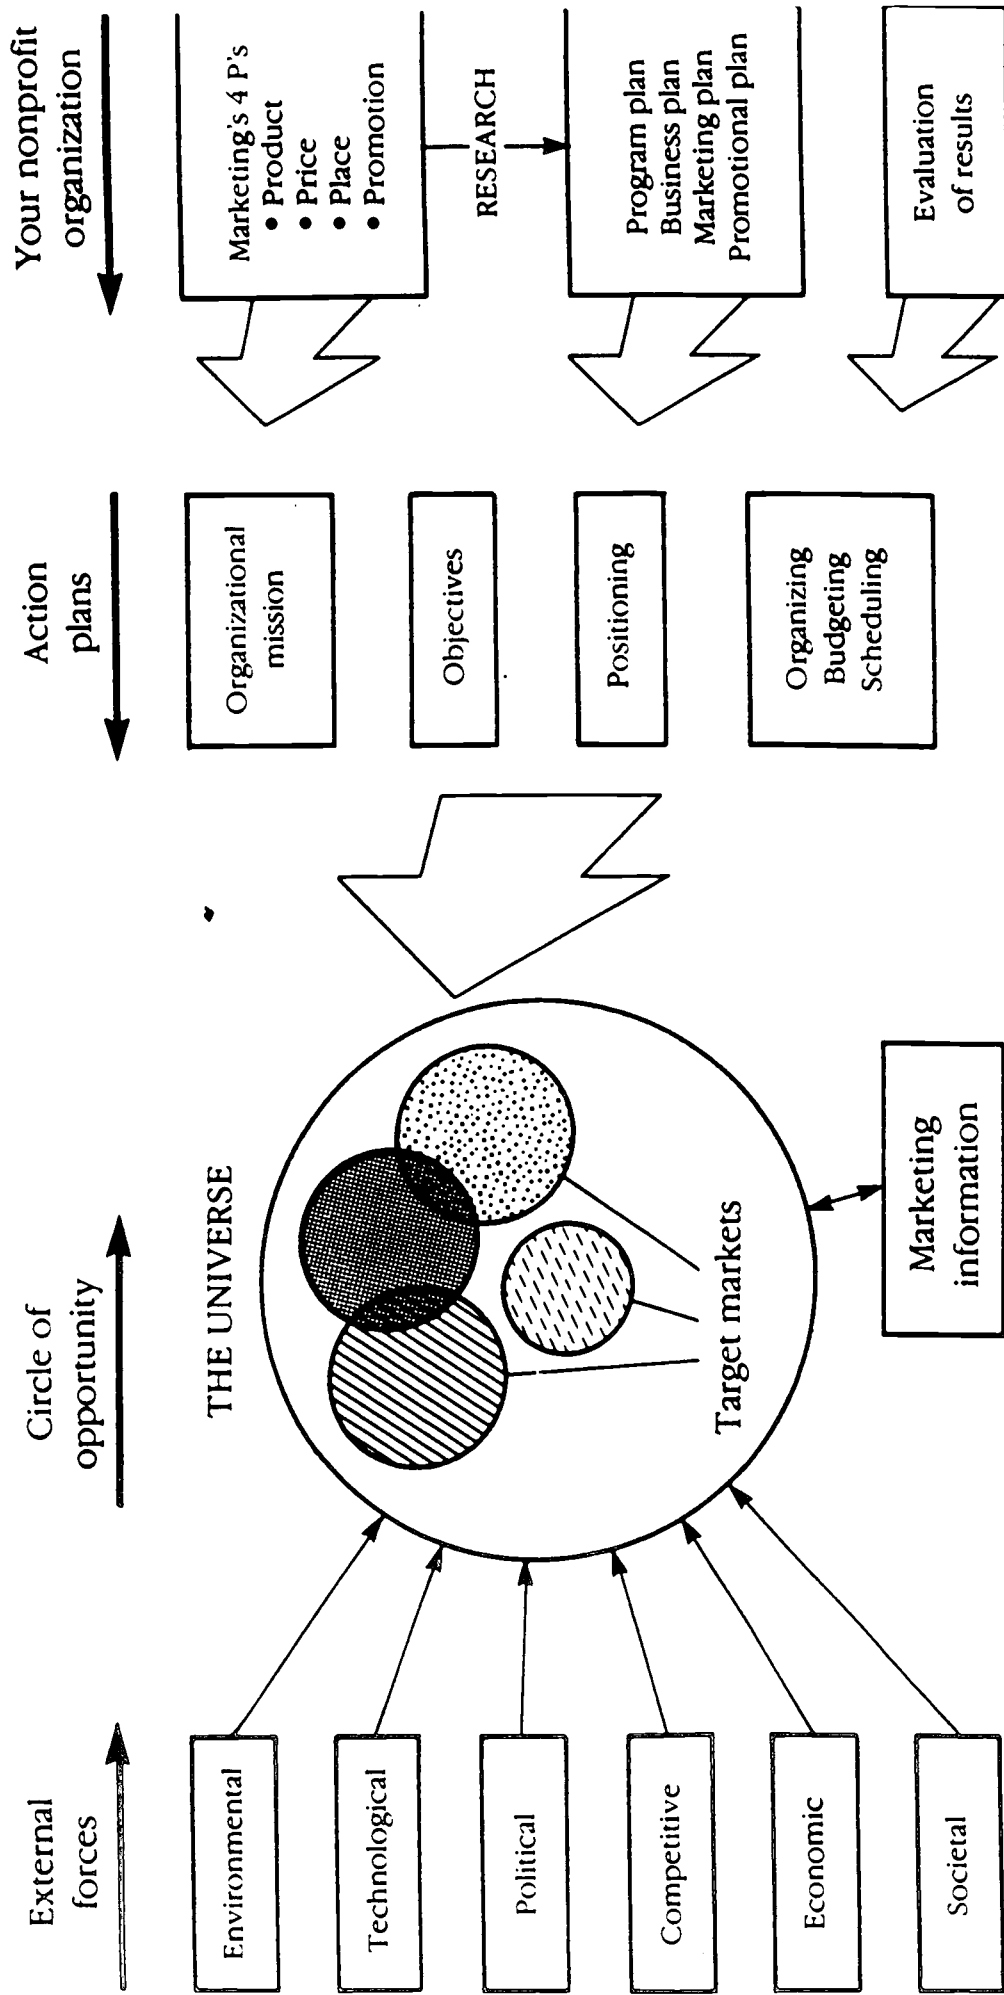 External
forces
Environmental
Technological
Political
Competitive
Economic
Societal
Circle of
opportunity
THE UNIVERSE
Target markets
Marketing
information
Action
plans
Organizational
mission
Objectives
Positioning
Organizing
Budgeting
Scheduling
Your nonprofit
organization
Marketing's 4 P's
• Product
• Price
• Place
• Promotion
RESEARCH
Program plan
Business plan
Marketing plan
Promotional plan
Evaluation
of results